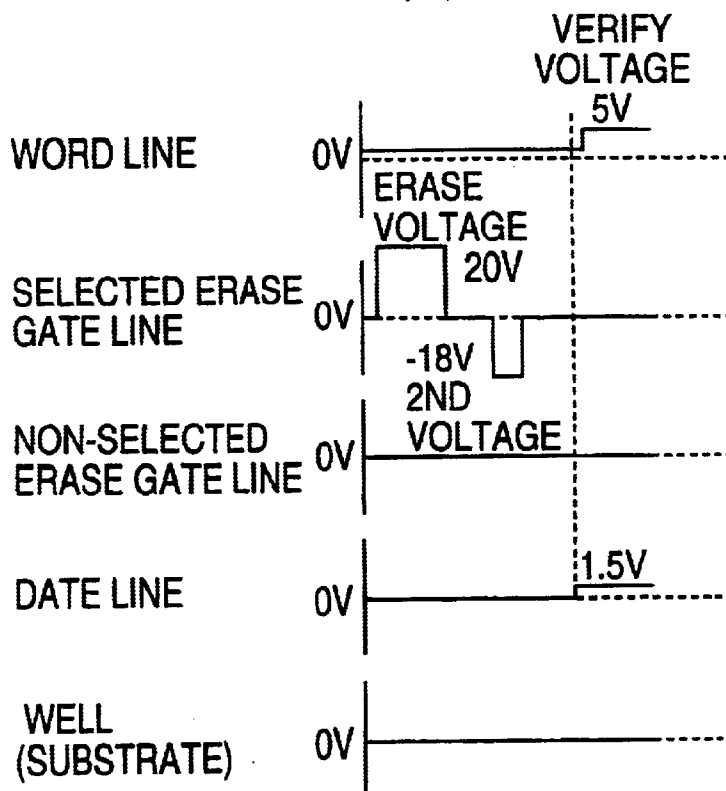 VERIFY
VOLTAGE
5V
WORD LINE
0V
ERASE
VOLTAGE
20V
SELECTED ERASE
GATE LINE
0V
-18V
2ND
VOLTAGE
NON-SELECTED
ERASE GATE LINE
0V
1.5V
DATE LINE
0V
WELL
(SUBSTRATE)
0V